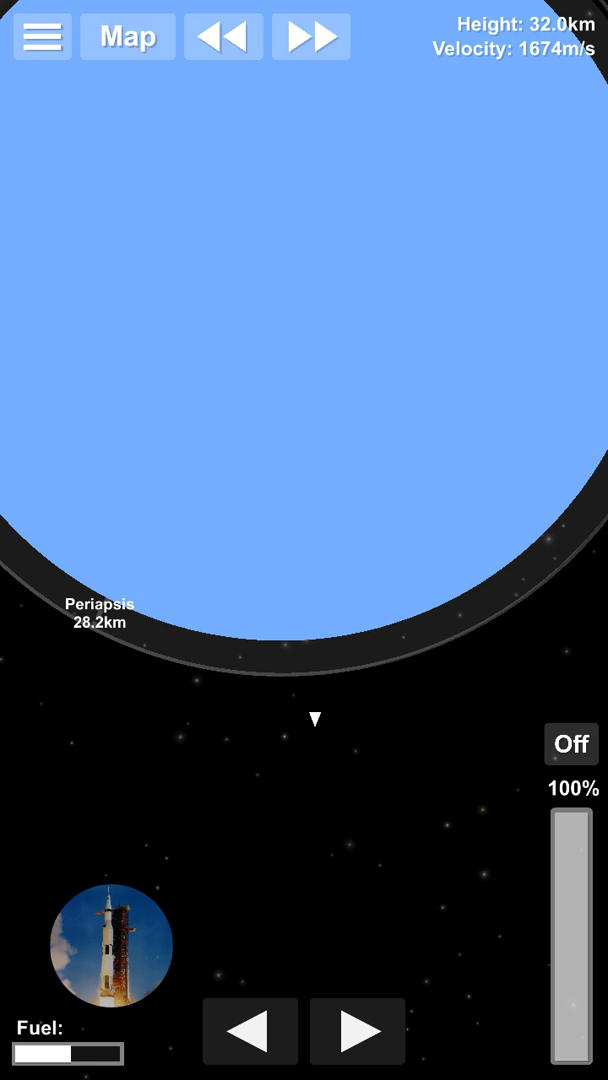 Map
Height: 32.0km
Velocity: 1674m/s
Periapsis
28.2km
Off
100%
Fuel: